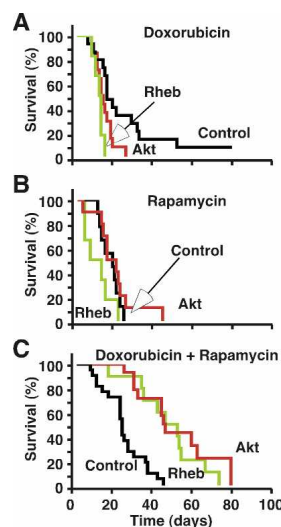 A
Doxorubicin
Survival (%)
100
80
60
40
20
0
Rheb
Control
Akt
B
Rapamycin
Survival (%)
100
80
60
40
20
0
Control
Rheb
Akt
C
Doxorubicin + Rapamycin
Survival (%)
100
80
60
40
20
0
Control
Rheb
Akt
0 20 40 60 80 100
Time (days)